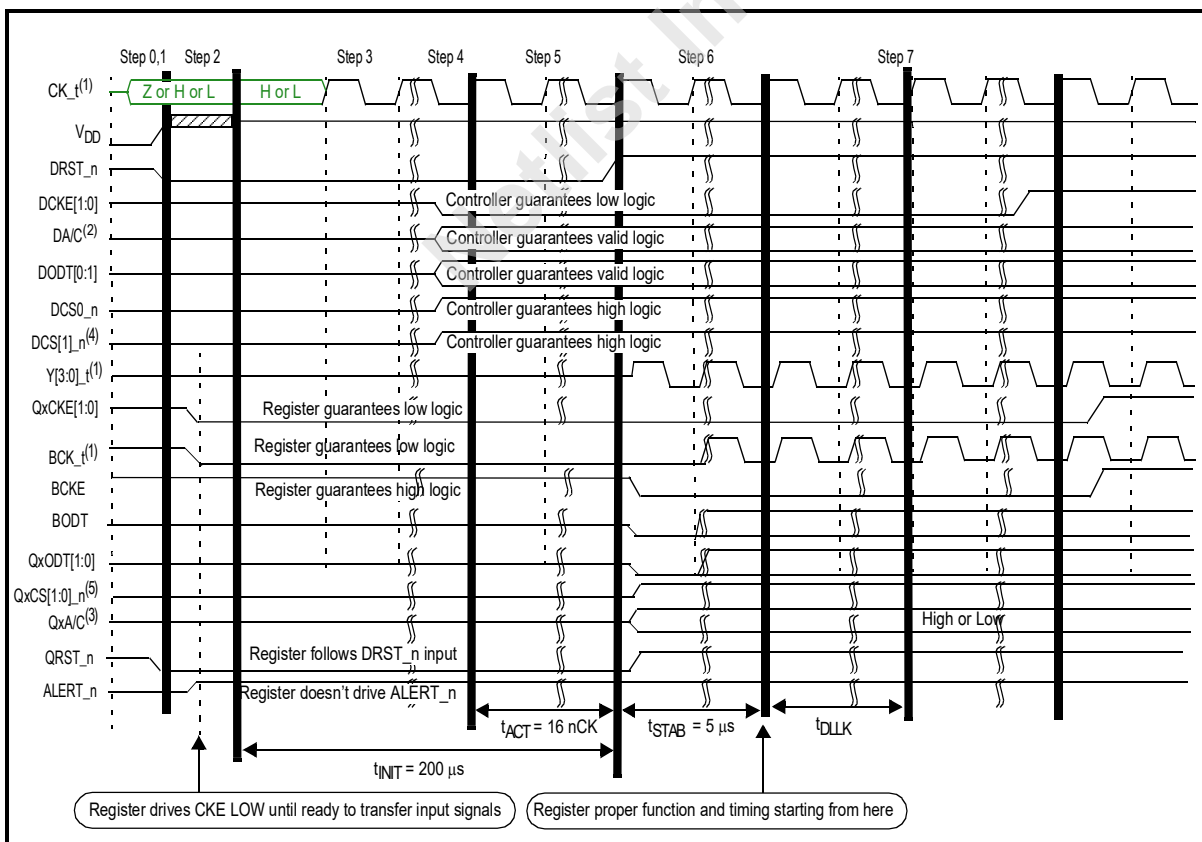 Netlist In
Step 0,1 Step 2 Step 3 Step 4 Step 5 Step 6 Step 7
CK_t(1) Z or H or L H or L
VDD
DRST_n
DCKE[1:0] Controller guarantees low logic
DA/C(2) Controller guarantees valid logic
DODT[0:1] Controller guarantees valid logic
DCS0_n Controller guarantees high logic
DCS[1]_n(4) Controller guarantees high logic
Y[3:0]_t(1)
QxCKE[1:0] Register guarantees low logic
BCK_t(1) Register guarantees low logic
BCKE Register guarantees high logic
BODT
QxODT[1:0]
QxCS[1:0]_n(5)
QxA/C(3) High or Low
QRST_n Register follows DRST_n input
ALERT_n Register doesn't drive ALERT_n
tACT = 16 nCK tSTAB = 5 μs tDLLK
tINIT = 200 μs
Register drives CKE LOW until ready to transfer input signals
Register proper function and timing starting from here